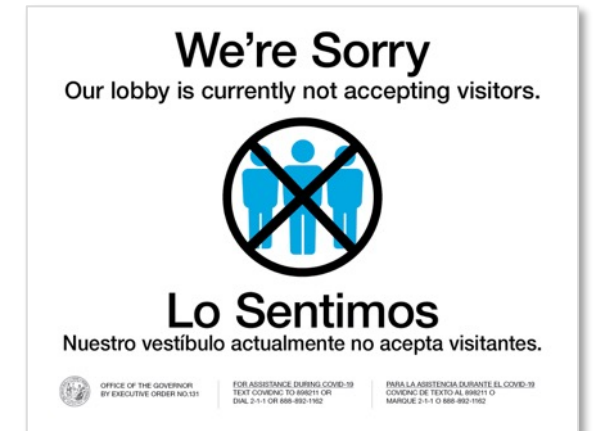 We're Sorry
Our lobby is currently not accepting visitors.
Lo Sentimos
Nuestro vestíbulo actualmente no acepta visitantes.
OFFICE OF THE GOVERNOR
BY EXECUTIVE ORDER NO:131
FOR ASSISTANCE DURING COVID-19
TEXT COVIDNC TO 898211 OR
DIAL 2-1-1 OR 888-892-1162
PARA LA ASISTENCIA DURANTE EL COVID-19
COVIDNC DE TEXTO AL 898211 O
MARQUE 2-1-1 O 888-892-1162